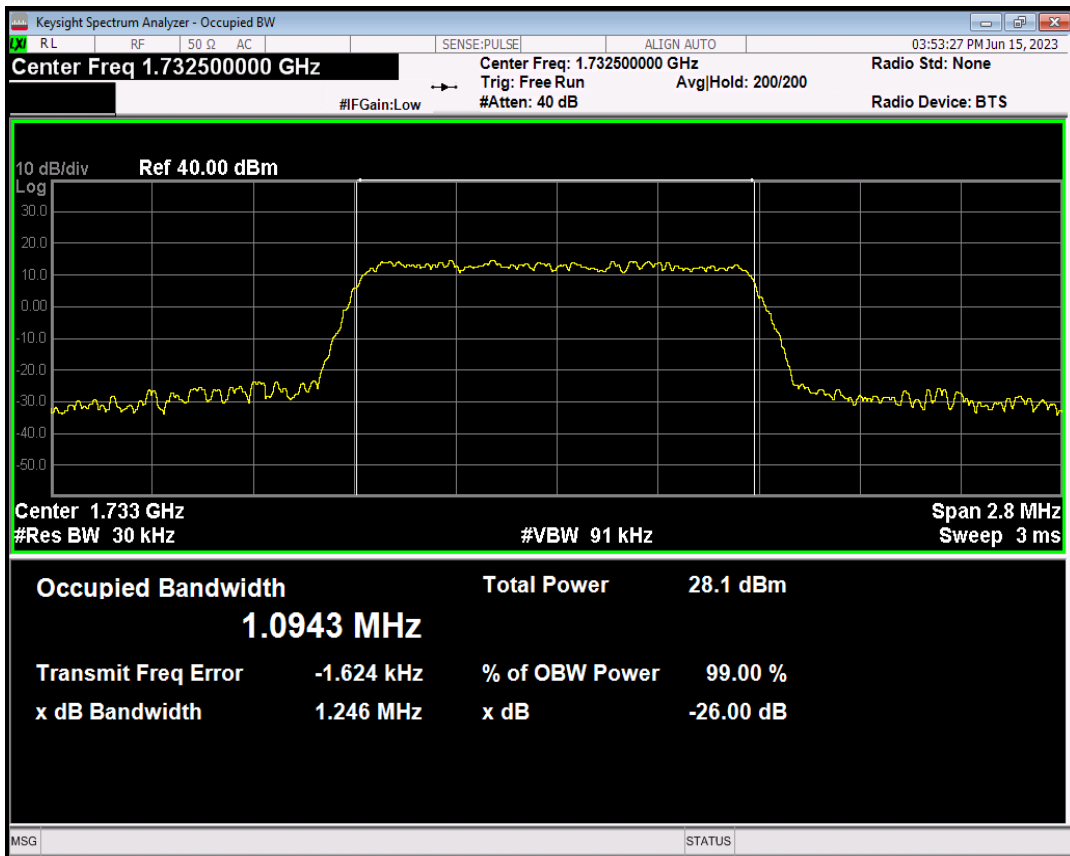 Keysight Spectrum Analyzer - Occupied BW
LXI RL RF 50 Ω AC SENSE:PULSE ALIGN AUTO 03:53:27 PM Jun 15, 2023
Center Freq 1.732500000 GHz Center Freq: 1.732500000 GHz Radio Std: None
Trig: Free Run Avg|Hold: 200/200
#IFGain:Low #Atten: 40 dB Radio Device: BTS
10 dB/div Ref 40.00 dBm
Log
30.0
20.0
10.0
0.00
-10.0
-20.0
-30.0
-40.0
-50.0
Center 1.733 GHz Span 2.8 MHz
#Res BW 30 kHz #VBW 91 kHz Sweep 3 ms
Occupied Bandwidth Total Power 28.1 dBm
1.0943 MHz
Transmit Freq Error -1.624 kHz % of OBW Power 99.00 %
x dB Bandwidth 1.246 MHz x dB -26.00 dB
MSG STATUS